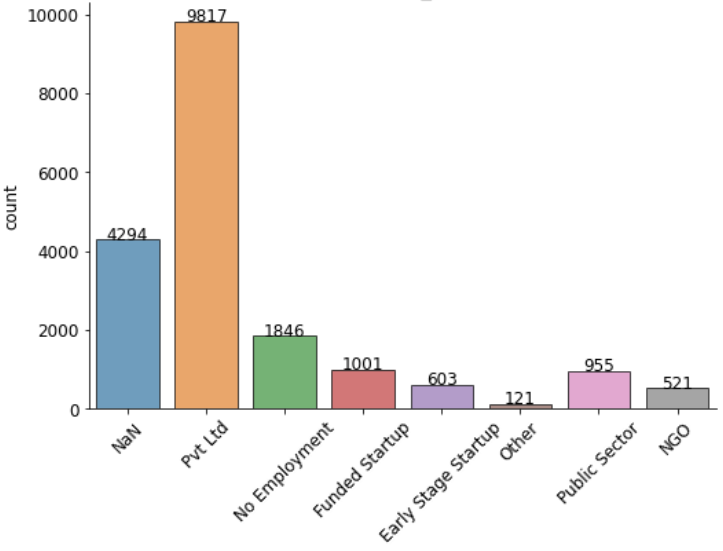 10000
8000
6000
4000
2000
0
count
4294
9817
1846
1001
603
121
955
521
NaN
Pvt Ltd
No Employment
Funded Startup
Early Stage Startup
Other
Public Sector
NGO